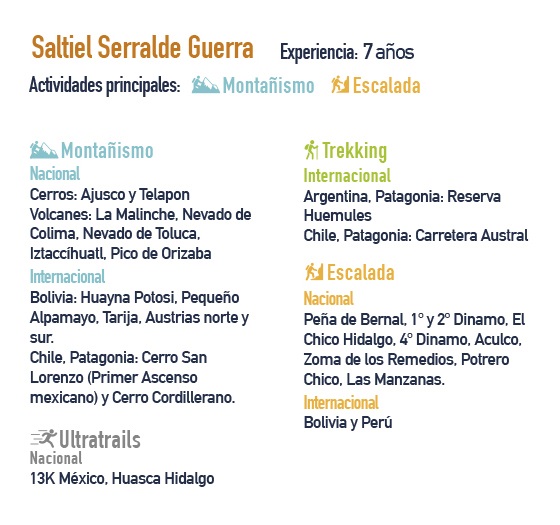 Saltiel Serralde Guerra
Experiencia: 7 años
Actividades principales: Montañismo Escalada
Montañismo
Nacional
Cerros: Ajusco y Telapon
Volcanes: La Malinche, Nevado de
Colima, Nevado de Toluca,
Iztaccíhuatl, Pico de Orizaba
Internacional
Bolivia: Huayna Potosi, Pequeño
Alpamayo, Tarija, Austrias norte y
sur.
Chile, Patagonia: Cerro San
Lorenzo (Primer Ascenso
mexicano) y Cerro Cordillerano.
Ultratrails
Nacional
13K México, Huasca Hidalgo
Trekking
Internacional
Argentina, Patagonia: Reserva
Huemules
Chile, Patagonia: Carretera Austral
Escalada
Nacional
Peña de Bernal, 1° y 2° Dinamo, El
Chico Hidalgo, 4° Dinamo, Aculco,
Zoma de los Remedios, Potrero
Chico, Las Manzanas.
Internacional
Bolivia y Perú